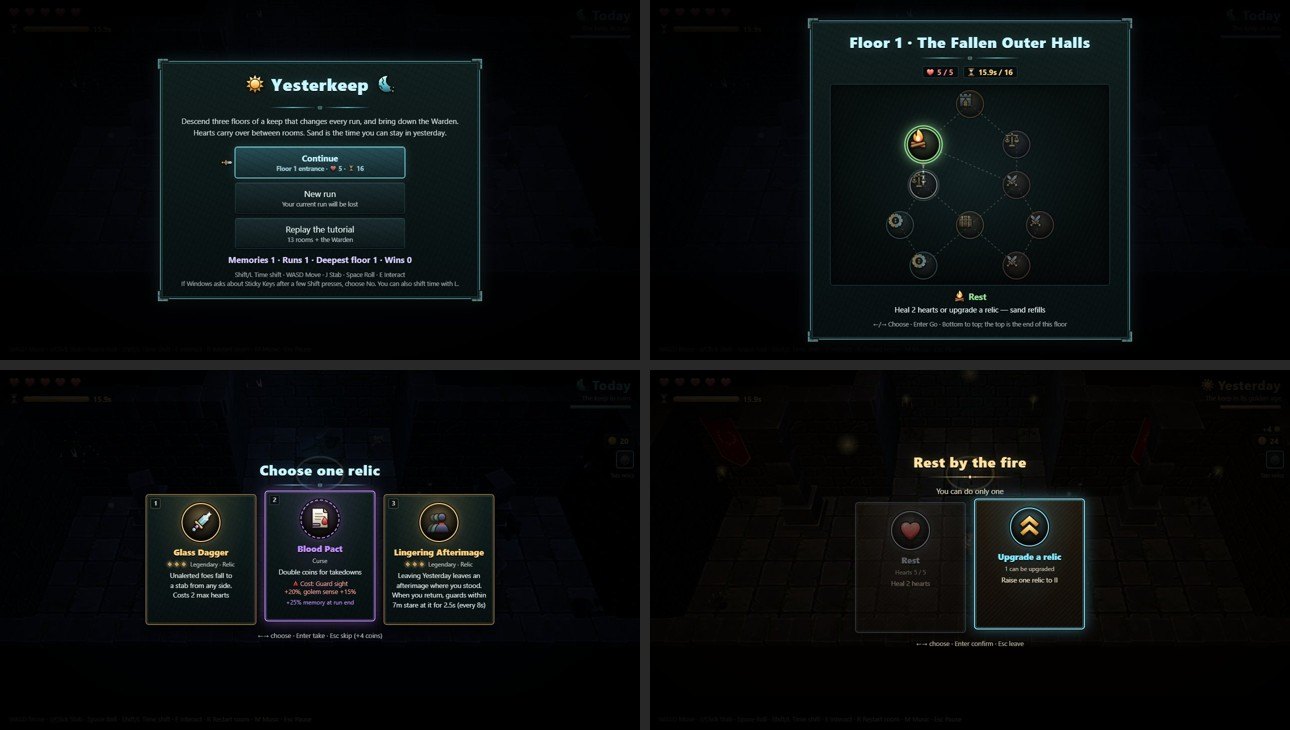 15.9s
Today
Yesterkeep
Descend three floors of a keep that changes every run, and bring down the Warden.
Hearts carry over between rooms. Sand is the time you can stay in yesterday.
Continue
Floor 1 entrance · 5 · 16
New run
Your current run will be lost
Replay the tutorial
13 rooms + the Warden
Memories 1 · Runs 1 · Deepest floor 1 · Wins 0
Shift/L Time shift · WASD Move · J Stab · Space Roll · E Interact
If Windows asks about Sticky Keys after a few Shift presses, choose No. You can also shift time with L.
15.9s
Today
Floor 1 · The Fallen Outer Halls
5 / 5 15.9s / 16
Rest
Heal 2 hearts or upgrade a relic — sand refills
←/→ Choose · Enter Go · Bottom to top; the top is the end of this floor
15.9s
Today
20
Choose one relic
1
Glass Dagger
Legendary · Relic
Unalerted foes fall to
a stab from any side.
Costs 2 max hearts
2
Blood Pact
Curse
Double coins for takedowns
Cost: Guard sight
+20%, golem sense +15%
+25% memory at run end
3
Lingering Afterimage
Legendary · Relic
Leaving Yesterday leaves an
afterimage where you stood.
When you return, guards within
7m stare at it for 2.5s (every 8s)
←→ choose · Enter take · Esc skip (+4 coins)
15.9s
Yesterday
+4
24
Rest by the fire
You can do only one
Rest
Hearts 5 / 5
Heal 2 hearts
Upgrade a relic
1 can be upgraded
Raise one relic to II
←→ choose · Enter confirm · Esc leave